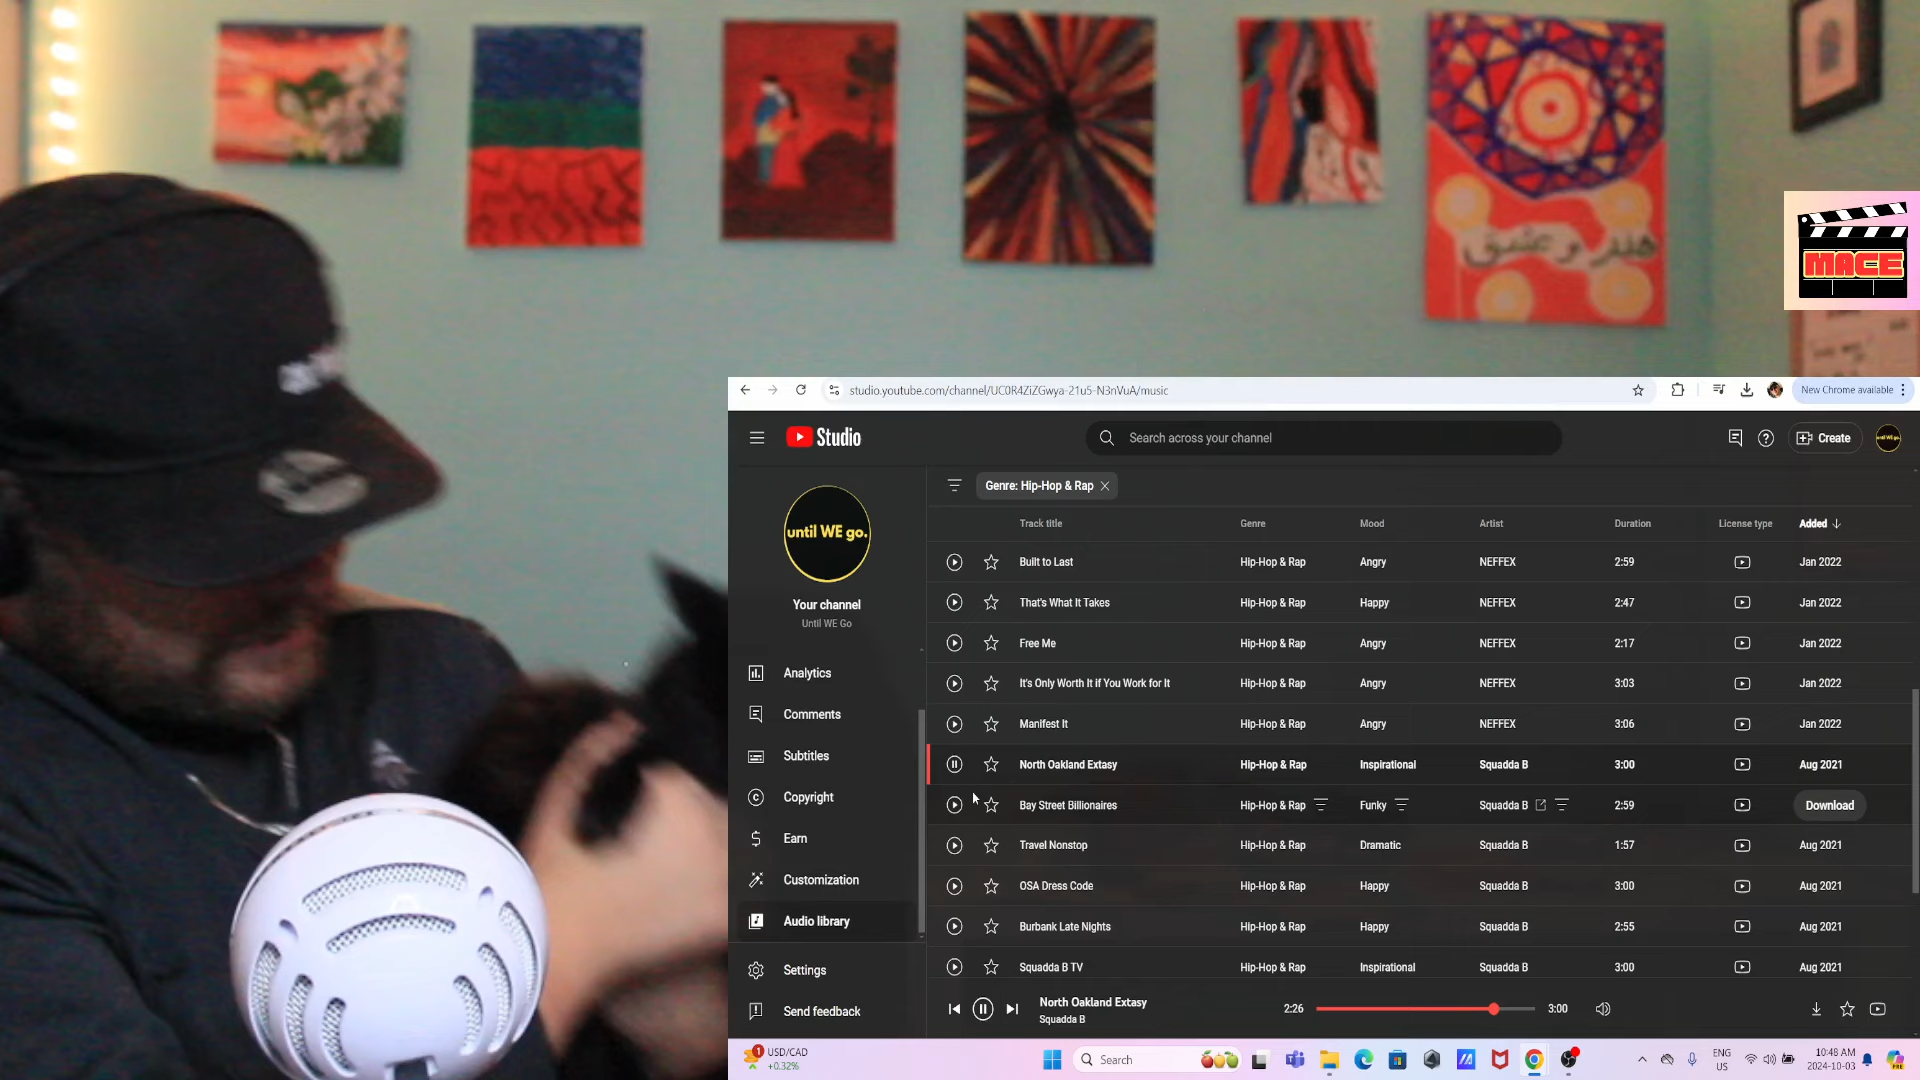 هنر و عشق
MACE
studio.youtube.com/channel/UC0R4ZiZGwya-21u5-N3nVuA/music
New Chrome available
Studio
Search across your channel
Create
until WE go.
until WE go.
Your channel
Until WE Go
Analytics
Comments
Subtitles
Copyright
Earn
Customization
Audio library
Settings
Send feedback
Genre: Hip-Hop & Rap
Track title Genre Mood Artist Duration License type Added
Built to Last Hip-Hop & Rap Angry NEFFEX 2:59 Jan 2022
That's What It Takes Hip-Hop & Rap Happy NEFFEX 2:47 Jan 2022
Free Me Hip-Hop & Rap Angry NEFFEX 2:17 Jan 2022
It's Only Worth It if You Work for It Hip-Hop & Rap Angry NEFFEX 3:03 Jan 2022
Manifest It Hip-Hop & Rap Angry NEFFEX 3:06 Jan 2022
North Oakland Extasy Hip-Hop & Rap Inspirational Squadda B 3:00 Aug 2021
Bay Street Billionaires Hip-Hop & Rap Funky Squadda B 2:59 Download
Travel Nonstop Hip-Hop & Rap Dramatic Squadda B 1:57 Aug 2021
OSA Dress Code Hip-Hop & Rap Happy Squadda B 3:00 Aug 2021
Burbank Late Nights Hip-Hop & Rap Happy Squadda B 2:55 Aug 2021
Squadda B TV Hip-Hop & Rap Inspirational Squadda B 3:00 Aug 2021
North Oakland Extasy
Squadda B
2:26 3:00
1
USD/CAD
+0.32%
Search
ENG
US
10:48 AM
2024-10-03
PRE